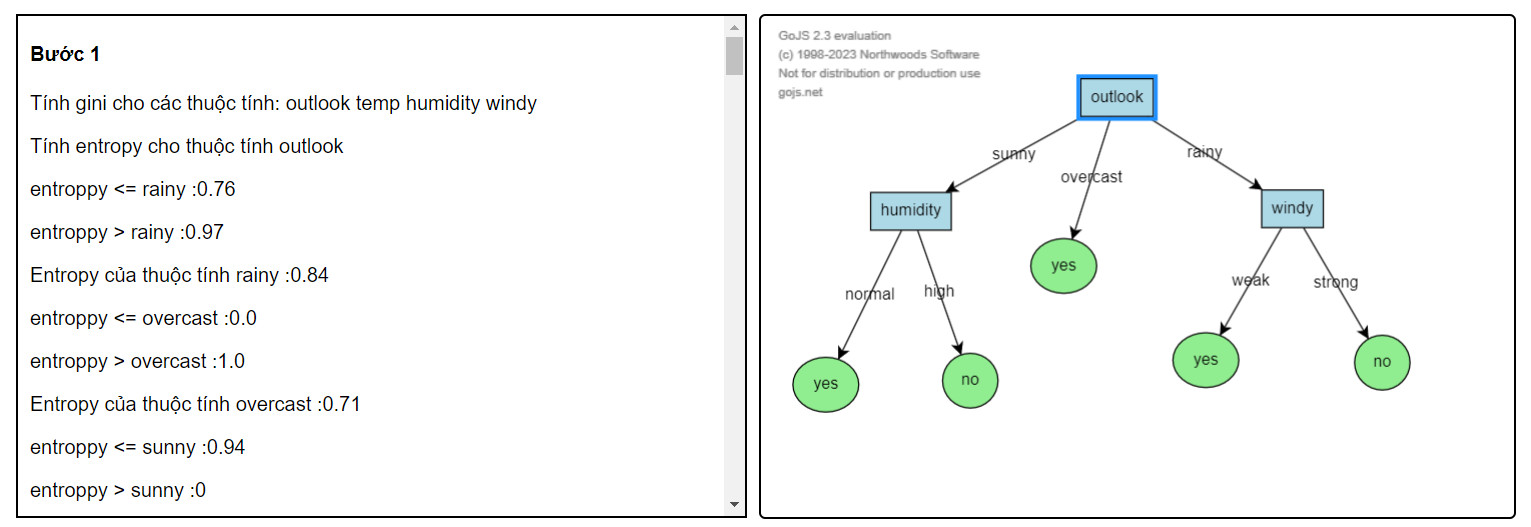 Bước 1
Tính gini cho các thuộc tính: outlook temp humidity windy
Tính entropy cho thuộc tính outlook
entroppy <= rainy :0.76
entroppy > rainy :0.97
Entropy của thuộc tính rainy :0.84
entroppy <= overcast :0.0
entroppy > overcast :1.0
Entropy của thuộc tính overcast :0.71
entroppy <= sunny :0.94
entroppy > sunny :0
GoJS 2.3 evaluation
(c) 1998-2023 Northwoods Software
Not for distribution or production use
gojs.net
outlook
sunny
overcast
rainy
humidity
windy
yes
normal
high
weak
strong
yes
no
yes
no